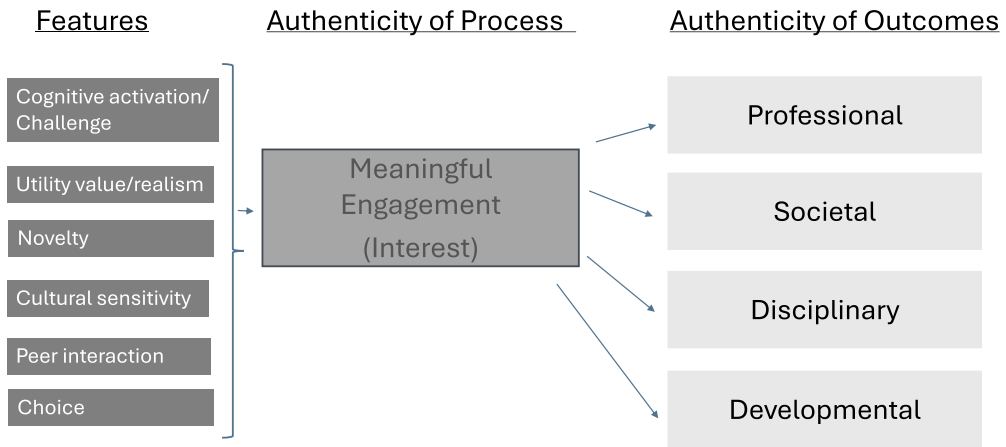 Features
Authenticity of Process
Authenticity of Outcomes
Cognitive activation/
Challenge
Utility value/realism
Novelty
Cultural sensitivity
Peer interaction
Choice
Meaningful
Engagement
(Interest)
Professional
Societal
Disciplinary
Developmental